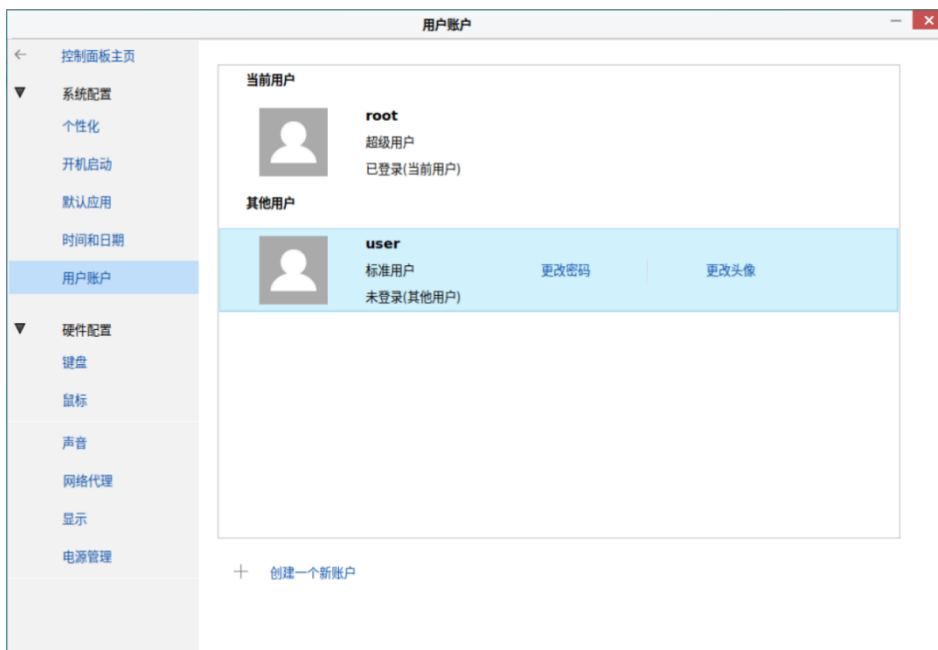 用户账户
控制面板主页
系统配置
个性化
开机启动
默认应用
时间和日期
用户账户
硬件配置
键盘
鼠标
声音
网络代理
显示
电源管理
当前用户
root
超级用户
已登录(当前用户)
其他用户
user
标准用户 更改密码 更改头像
未登录(其他用户)
创建一个新账户